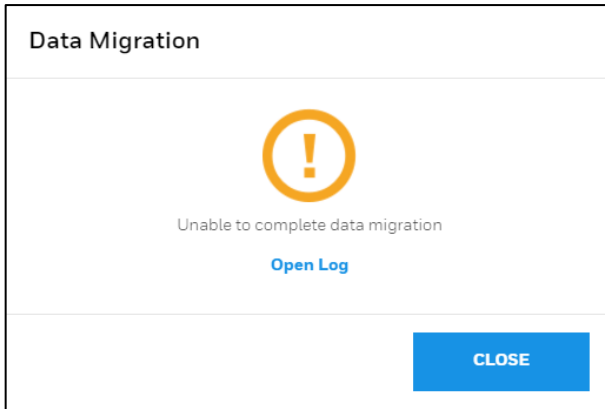 Data Migration
Unable to complete data migration
Open Log
CLOSE